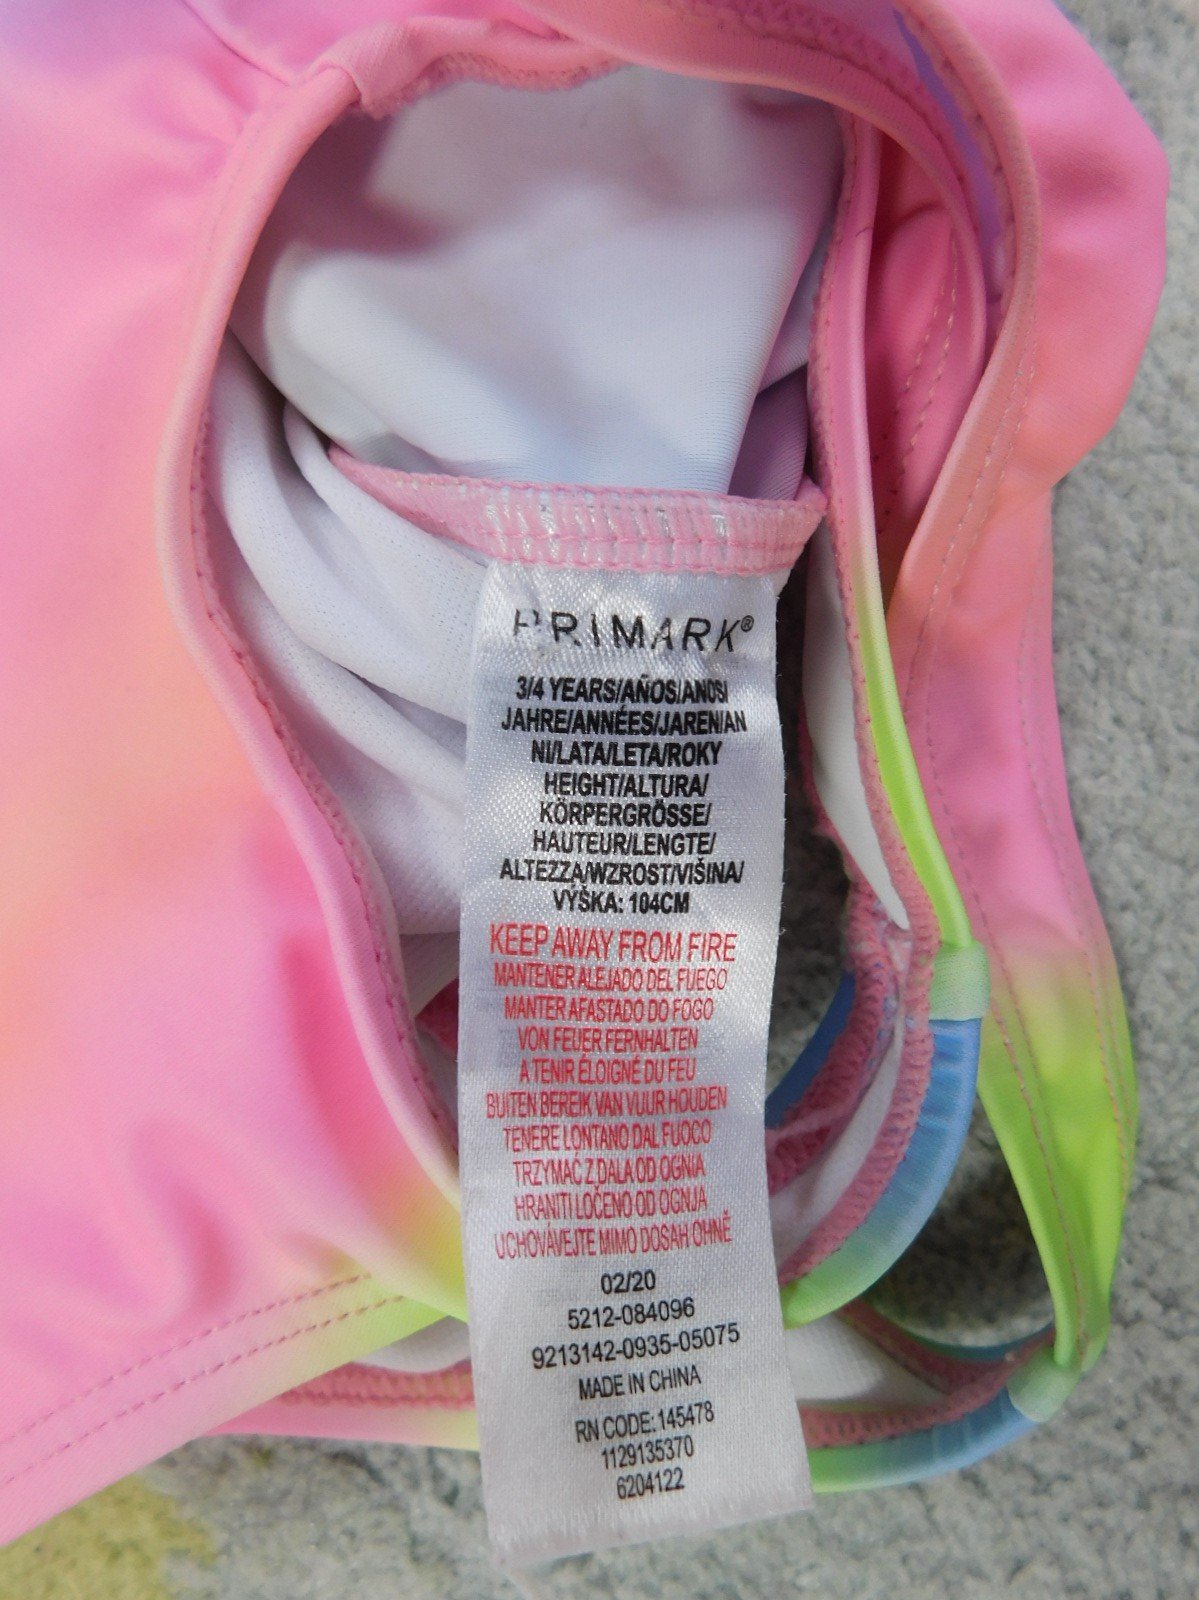 PRIMARK®
3/4 YEARS/AÑOS/ANOS/
JAHRE/ANNÉES/JAREN/AN
NI/LATA/LETA/ROKY
HEIGHT/ALTURA/
KÖRPERGRÖSSE/
HAUTEUR/LENGTE/
ALTEZZA/WZROST/VIŠINA/
VÝŠKA: 104CM
KEEP AWAY FROM FIRE
MANTENER ALEJADO DEL FUEGO
MANTER AFASTADO DO FOGO
VON FEUER FERNHALTEN
A TENIR ÉLOIGNÉ DU FEU
BUITEN BEREIK VAN VUUR HOUDEN
TENERE LONTANO DAL FUOCO
TRZYMAĆ Z DALA OD OGNIA
HRANITI LOČENO OD OGNJA
UCHOVÁVEJTE MIMO DOSAH OHNĚ
02/20
5212-084096
9213142-0935-05075
MADE IN CHINA
RN CODE: 145478
1129135370
6204122